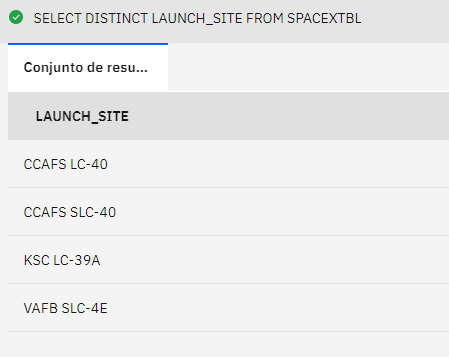 SELECT DISTINCT LAUNCH_SITE FROM SPACEXTBL
Conjunto de resu...
LAUNCH_SITE
CCAFS LC-40
CCAFS SLC-40
KSC LC-39A
VAFB SLC-4E